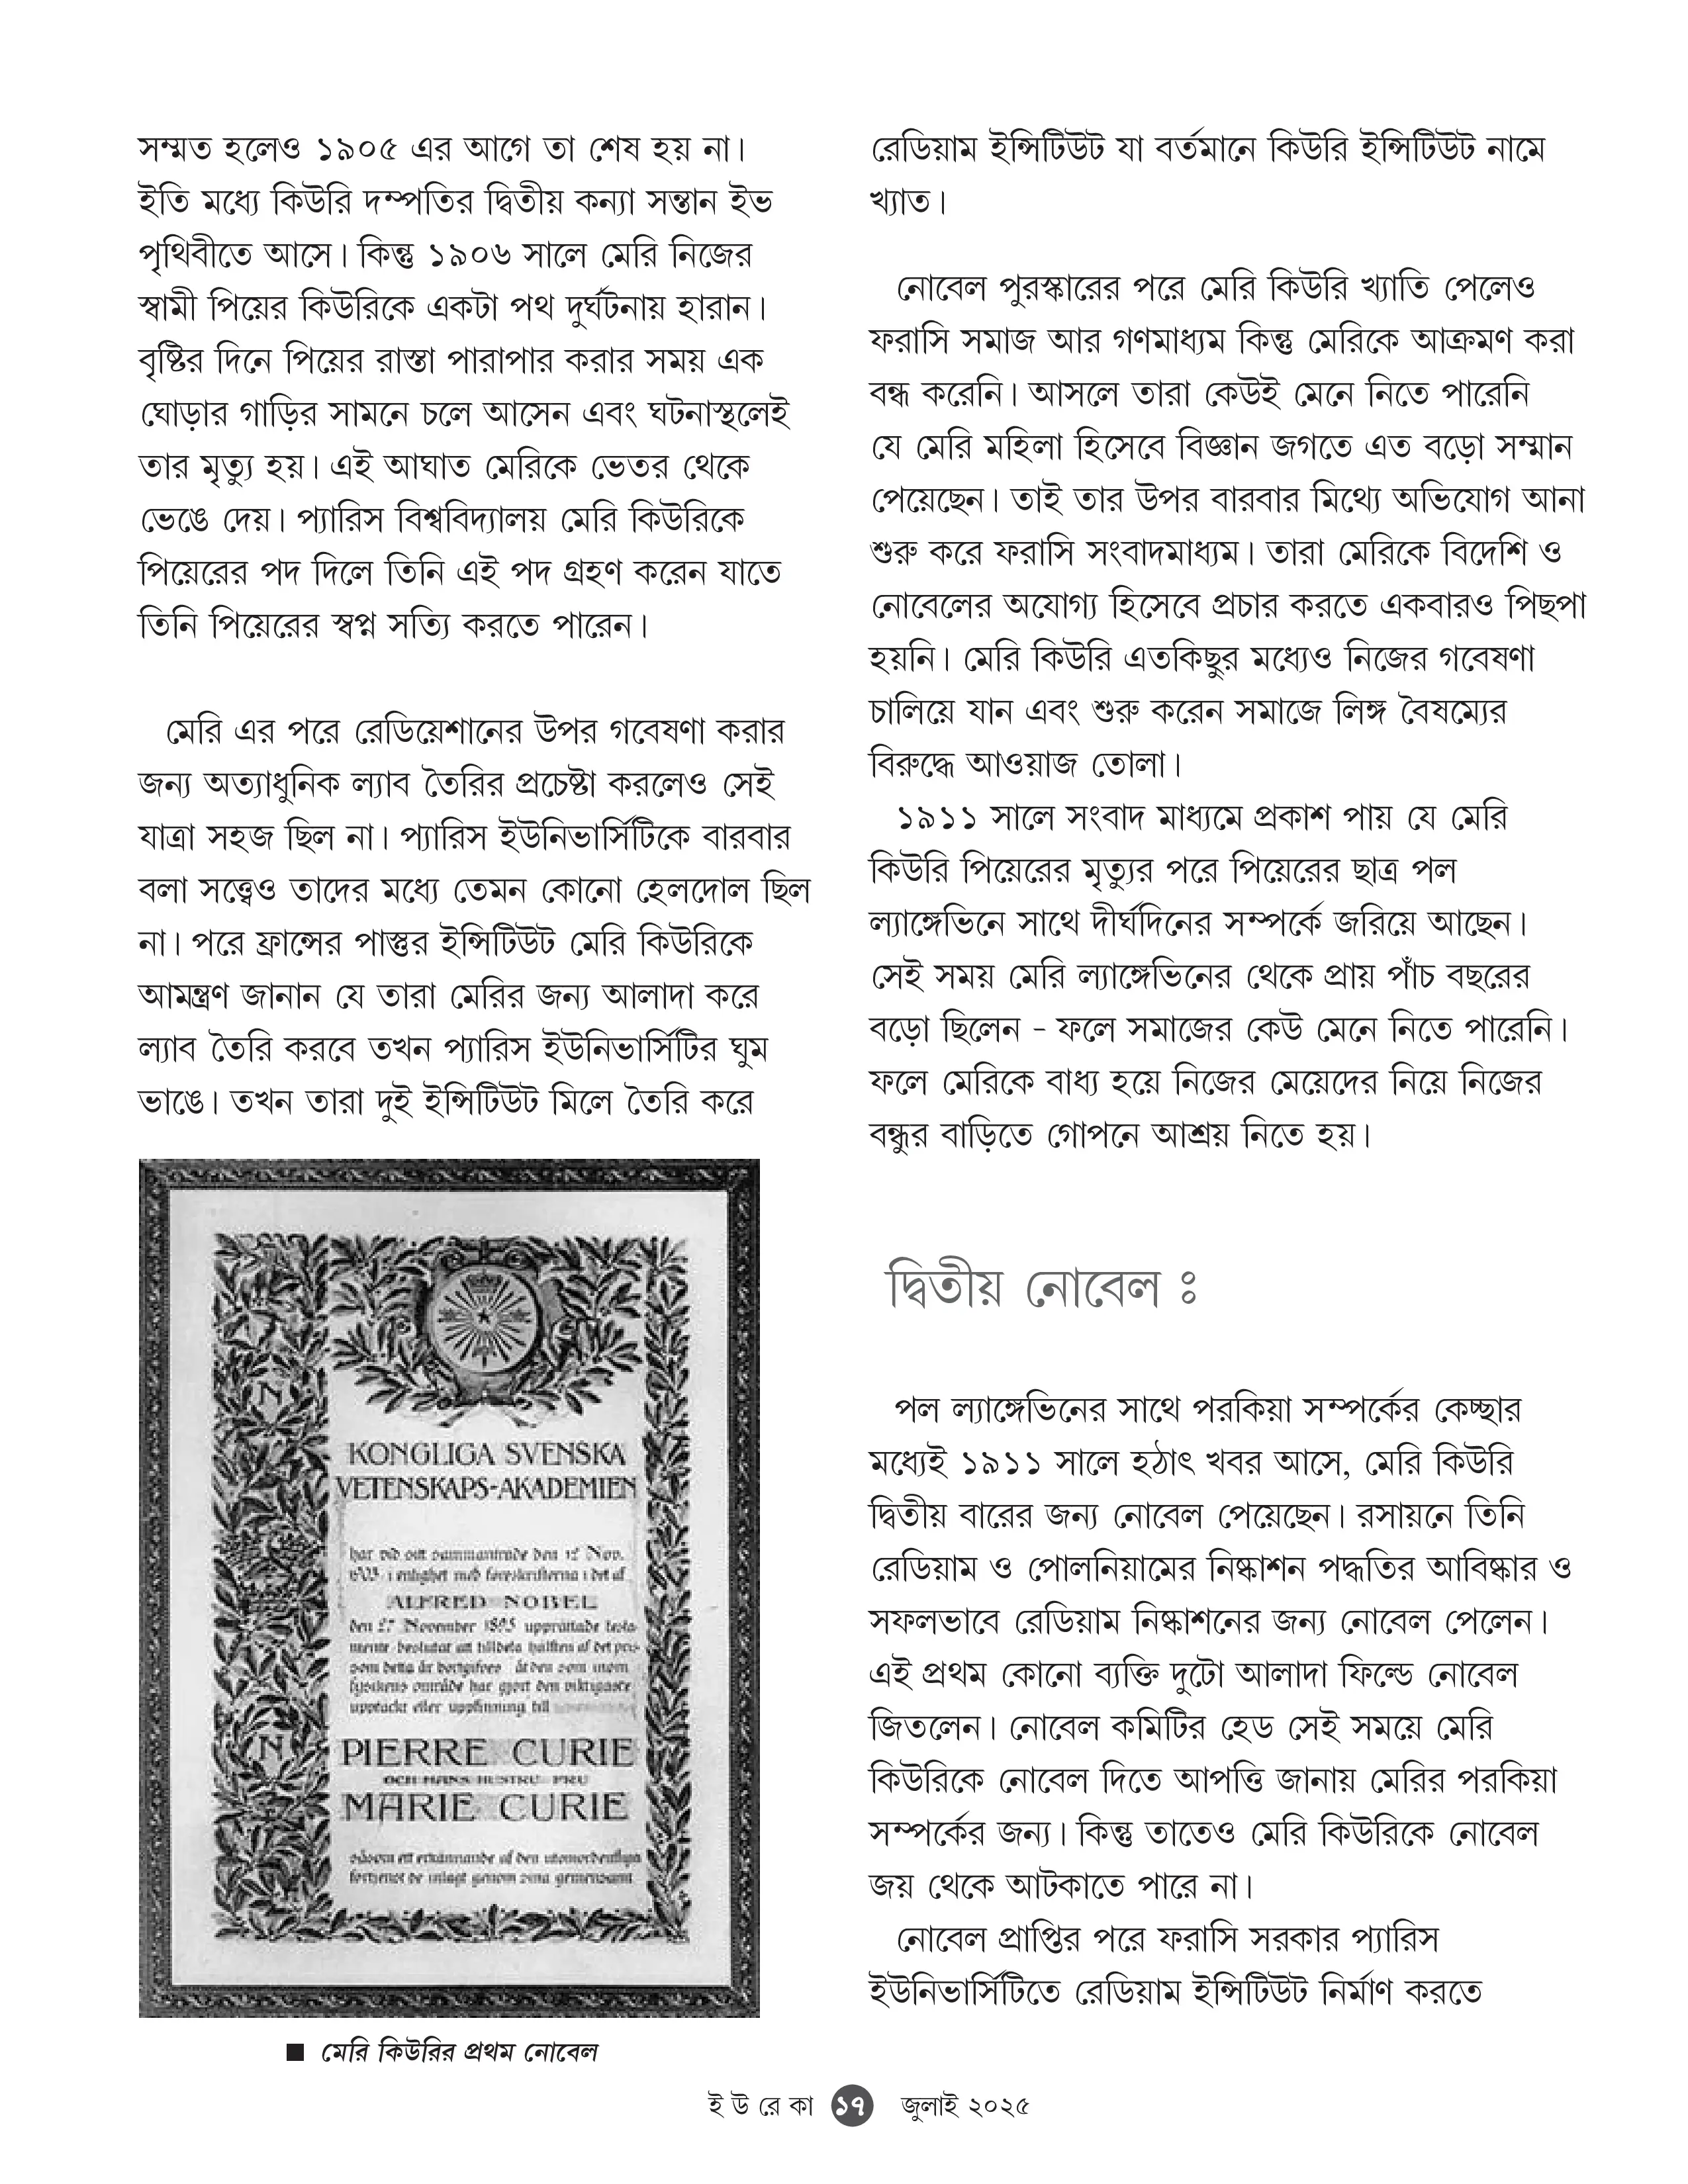 সম্মত হলেও ১৯০৫ এর আগে তা শেষ হয় না।
ইতি মধ্যে কিউরি দম্পতির দ্বিতীয় কন্যা সন্তান ইভ
পৃথিবীতে আসে। কিন্তু ১৯০৬ সালে মেরি নিজের
স্বামী পিয়ের কিউরিকে একটা পথ দুর্ঘটনায় হারান।
বৃষ্টির দিনে পিয়ের রাস্তা পারাপার করার সময় এক
ঘোড়ার গাড়ির সামনে চলে আসেন এবং ঘটনাস্থলেই
তার মৃত্যু হয়। এই আঘাত মেরিকে ভেতর থেকে
ভেঙে দেয়। প্যারিস বিশ্ববিদ্যালয় মেরি কিউরিকে
পিয়েরের পদ দিলে তিনি এই পদ গ্রহণ করেন যাতে
তিনি পিয়েরের স্বপ্ন সত্যি করতে পারেন।
মেরি এর পরে রেডিয়েশানের উপর গবেষণা করার
জন্য অত্যাধুনিক ল্যাব তৈরির প্রচেষ্টা করলেও সেই
যাত্রা সহজ ছিল না। প্যারিস ইউনিভার্সিটিকে বারবার
বলা সত্ত্বেও তাদের মধ্যে তেমন কোনো হেলদোল ছিল
না। পরে ফ্রান্সের পাস্তুর ইন্সটিউট মেরি কিউরিকে
আমন্ত্রণ জানান যে তারা মেরির জন্য আলাদা করে
ল্যাব তৈরি করবে তখন প্যারিস ইউনিভার্সিটির ঘুম
ভাঙে। তখন তারা দুই ইন্সটিউট মিলে তৈরি করে
KONGLIGA SVENSKA
VETENSKAPS-AKADEMIEN
har vid sitt sammanträde den 12 Nov.
1903 i enlighet med föreskrifterna i det af
ALFRED NOBEL
den 27 November 1895 upprättade testa-
mente beslutat att tilldela hälften af det pris
som detta år bortgifves åt den som inom
fysikens område har gjort den viktigaste
upptäckt eller uppfinning till
PIERRE CURIE
OCH HANS HUSTRU FRU
MARIE CURIE
såsom ett erkännande af den utomordentliga
förtjenst de inlagt genom sina gemensamt
■ মেরি কিউরির প্রথম নোবেল
রেডিয়াম ইন্সটিউট যা বর্তমানে কিউরি ইন্সটিউট নামে
খ্যাত।
নোবেল পুরস্কারের পরে মেরি কিউরি খ্যাতি পেলেও
ফরাসি সমাজ আর গণমাধ্যম কিন্তু মেরিকে আক্রমণ করা
বন্ধ করেনি। আসলে তারা কেউই মেনে নিতে পারেনি
যে মেরি মহিলা হিসেবে বিজ্ঞান জগতে এত বড়ো সম্মান
পেয়েছেন। তাই তার উপর বারবার মিথ্যে অভিযোগ আনা
শুরু করে ফরাসি সংবাদমাধ্যম। তারা মেরিকে বিদেশি ও
নোবেলের অযোগ্য হিসেবে প্রচার করতে একবারও পিছপা
হয়নি। মেরি কিউরি এতকিছুর মধ্যেও নিজের গবেষণা
চালিয়ে যান এবং শুরু করেন সমাজে লিঙ্গ বৈষম্যের
বিরুদ্ধে আওয়াজ তোলা।
১৯১১ সালে সংবাদ মাধ্যমে প্রকাশ পায় যে মেরি
কিউরি পিয়েরের মৃত্যুর পরে পিয়েরের ছাত্র পল
ল্যাঙ্গেভিনে সাথে দীর্ঘদিনের সম্পর্কে জরিয়ে আছেন।
সেই সময় মেরি ল্যাঙ্গেভিনের থেকে প্রায় পাঁচ বছরের
বড়ো ছিলেন - ফলে সমাজের কেউ মেনে নিতে পারেনি।
ফলে মেরিকে বাধ্য হয়ে নিজের মেয়েদের নিয়ে নিজের
বন্ধুর বাড়িতে গোপনে আশ্রয় নিতে হয়।
দ্বিতীয় নোবেল ঃ
পল ল্যাঙ্গেভিনের সাথে পরকিয়া সম্পর্কের কেচ্ছার
মধ্যেই ১৯১১ সালে হঠাৎ খবর আসে, মেরি কিউরি
দ্বিতীয় বারের জন্য নোবেল পেয়েছেন। রসায়নে তিনি
রেডিয়াম ও পোলনিয়ামের নিষ্কাশন পদ্ধতির আবিষ্কার ও
সফলভাবে রেডিয়াম নিষ্কাশনের জন্য নোবেল পেলেন।
এই প্রথম কোনো ব্যক্তি দুটো আলাদা ফিল্ডে নোবেল
জিতলেন। নোবেল কমিটির হেড সেই সময়ে মেরি
কিউরিকে নোবেল দিতে আপত্তি জানায় মেরির পরকিয়া
সম্পর্কের জন্য। কিন্তু তাতেও মেরি কিউরিকে নোবেল
জয় থেকে আটকাতে পারে না।
নোবেল প্রাপ্তির পরে ফরাসি সরকার প্যারিস
ইউনিভার্সিটিতে রেডিয়াম ইন্সটিউট নির্মাণ করতে
ই উ রে কা ১৭ জুলাই ২০২৫